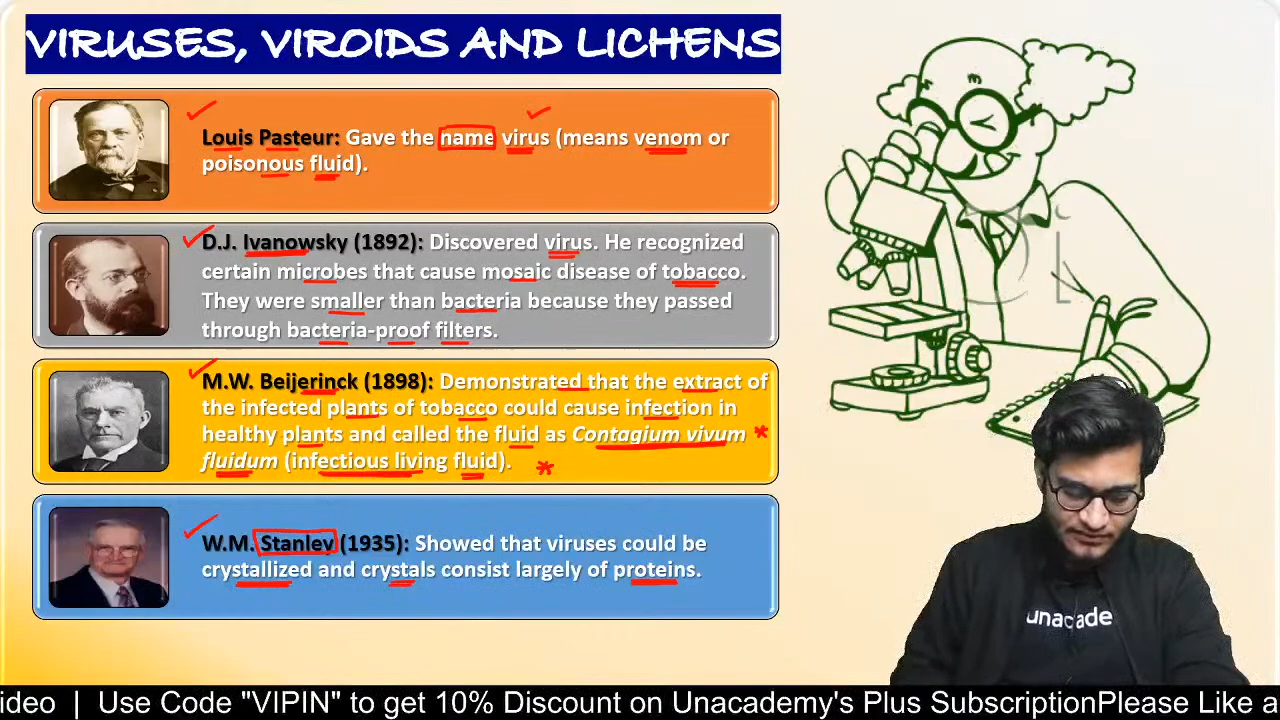 VIRUSES, VIROIDS AND LICHENS
Louis Pasteur: Gave the name virus (means venom or
poisonous fluid).
D.J. Ivanowsky (1892): Discovered virus. He recognized
certain microbes that cause mosaic disease of tobacco.
They were smaller than bacteria because they passed
through bacteria-proof filters.
M.W. Beijerinck (1898): Demonstrated that the extract of
the infected plants of tobacco could cause infection in
healthy plants and called the fluid as Contagium vivum
fluidum (infectious living fluid).
W.M. Stanley (1935): Showed that viruses could be
crystallized and crystals consist largely of proteins.
unacade
ideo | Use Code "VIPIN" to get 10% Discount on Unacademy's Plus SubscriptionPlease Like a